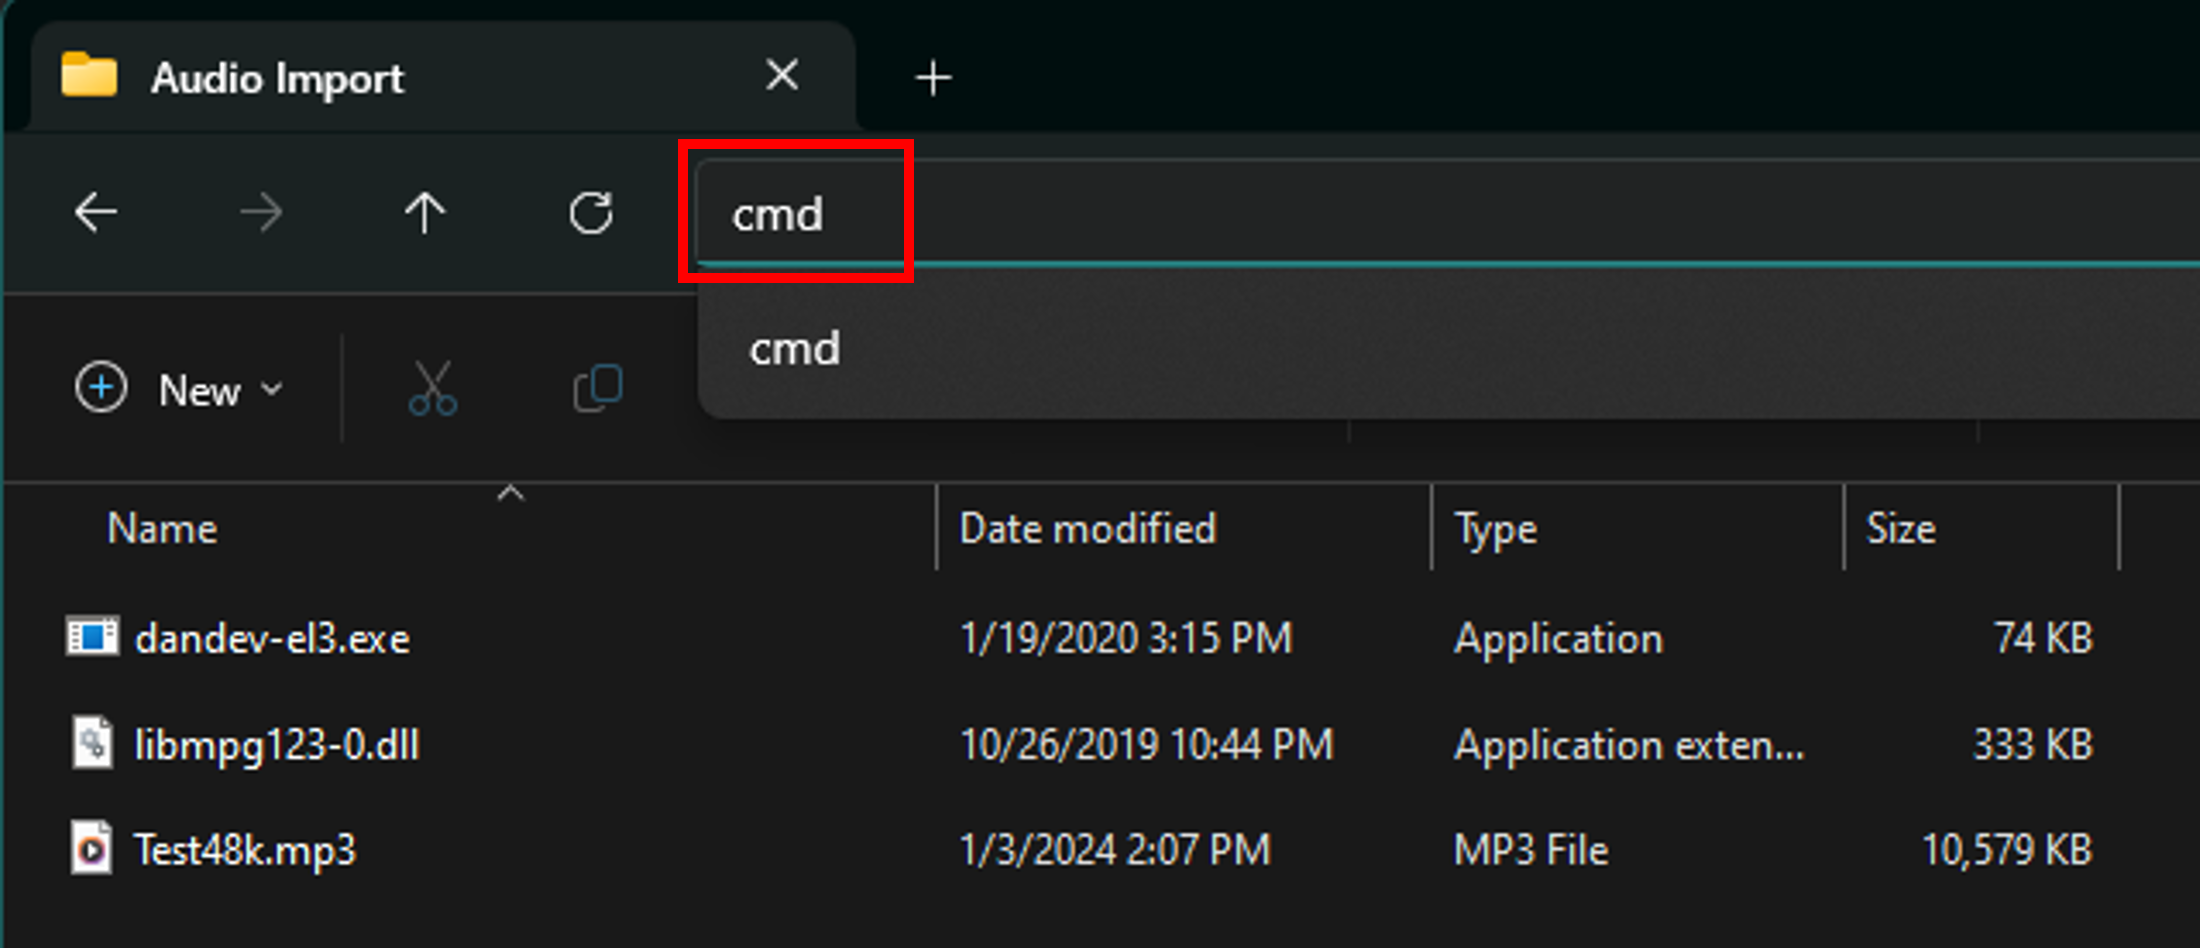 Audio Import
cmd
cmd
New
Name Date modified Type Size
dandev-el3.exe 1/19/2020 3:15 PM Application 74 KB
libmpg123-0.dll 10/26/2019 10:44 PM Application exten... 333 KB
Test48k.mp3 1/3/2024 2:07 PM MP3 File 10,579 KB